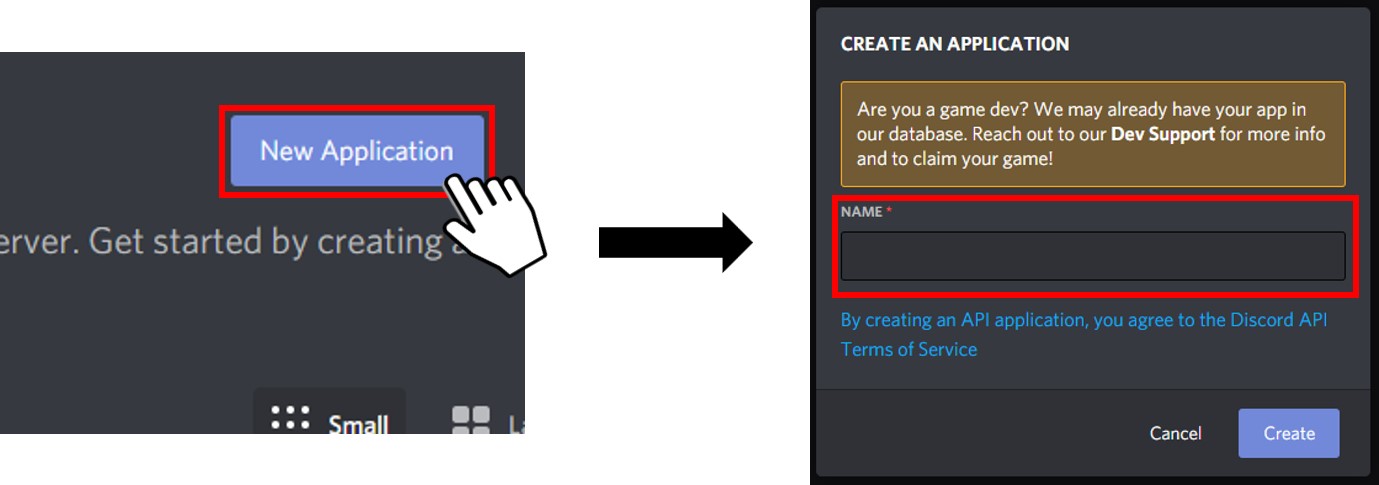 New Application
erver. Get started by creating
Small
CREATE AN APPLICATION
Are you a game dev? We may already have your app in
our database. Reach out to our Dev Support for more info
and to claim your game!
NAME *
By creating an API application, you agree to the Discord API
Terms of Service
Cancel
Create